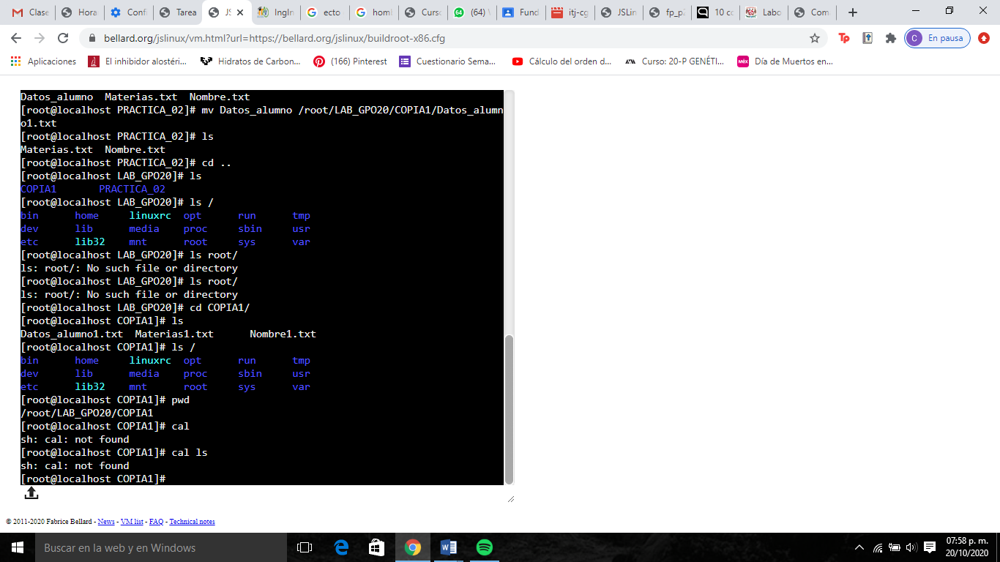 Clase
Hora
Confi
Tarea
JS
IngIn
ecto
homl
Curso
(64) W
Fund
itj-cg
JSLin
fp_p2
10 co
Labo
Com
bellard.org/jslinux/vm.html?url=https://bellard.org/jslinux/buildroot-x86.cfg
Tp
C En pausa
Aplicaciones
El inhibidor alostéri...
Hidratos de Carbon...
(166) Pinterest
Cuestionario Sema...
Cálculo del orden d...
Curso: 20-P GENÉTI...
Día de Muertos en...
Datos_alumno  Materias.txt  Nombre.txt
[root@localhost PRACTICA_02]# mv Datos_alumno /root/LAB_GPO20/COPIA1/Datos_alumn
o1.txt
[root@localhost PRACTICA_02]# ls
Materias.txt  Nombre.txt
[root@localhost PRACTICA_02]# cd ..
[root@localhost LAB_GPO20]# ls
COPIA1       PRACTICA_02
[root@localhost LAB_GPO20]# ls /
bin      home     linuxrc  opt      run      tmp
dev      lib      media    proc     sbin     usr
etc      lib32    mnt      root     sys      var
[root@localhost LAB_GPO20]# ls root/
ls: root/: No such file or directory
[root@localhost LAB_GPO20]# ls root/
ls: root/: No such file or directory
[root@localhost LAB_GPO20]# cd COPIA1/
[root@localhost COPIA1]# ls
Datos_alumno1.txt  Materias1.txt      Nombre1.txt
[root@localhost COPIA1]# ls /
bin      home     linuxrc  opt      run      tmp
dev      lib      media    proc     sbin     usr
etc      lib32    mnt      root     sys      var
[root@localhost COPIA1]# pwd
/root/LAB_GPO20/COPIA1
[root@localhost COPIA1]# cal
sh: cal: not found
[root@localhost COPIA1]# cal ls
sh: cal: not found
[root@localhost COPIA1]#
© 2011-2020 Fabrice Bellard - News - VM list - FAQ - Technical notes
Buscar en la web y en Windows
07:58 p. m.
20/10/2020